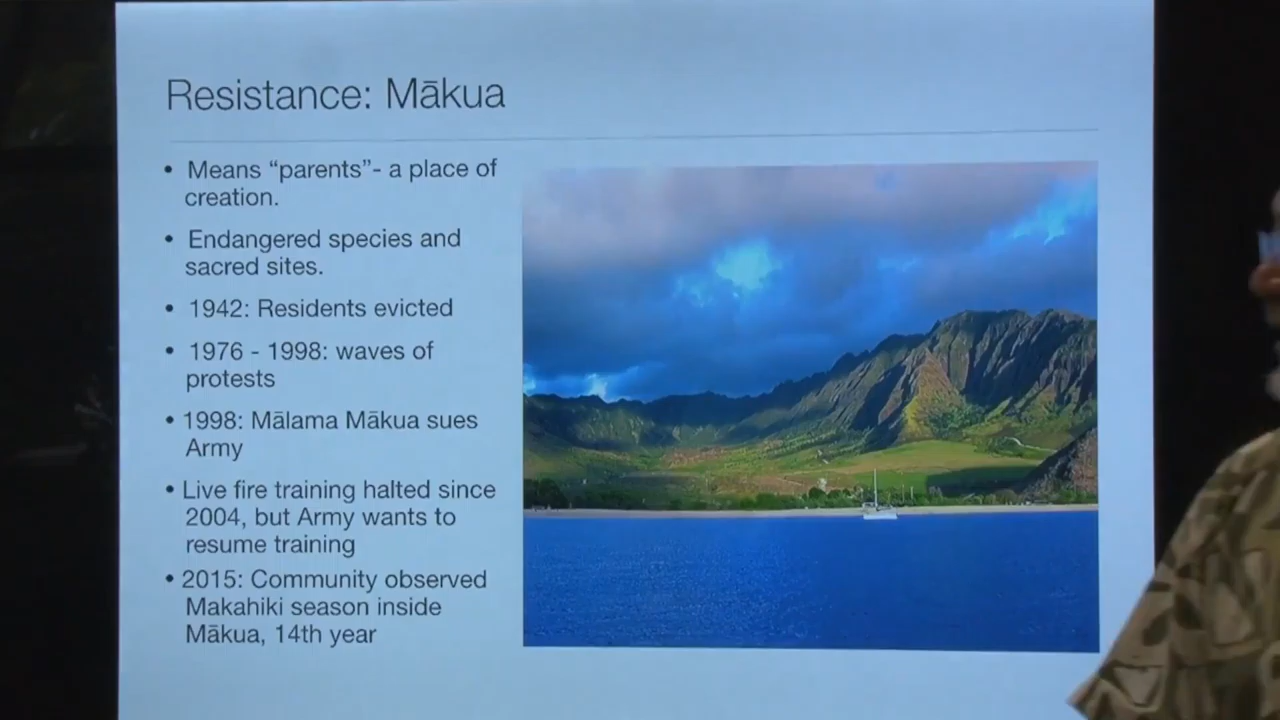 Resistance: Mākua
• Means “parents”- a place of
creation.
• Endangered species and
sacred sites.
• 1942: Residents evicted
• 1976 - 1998: waves of
protests
• 1998: Mālama Mākua sues
Army
• Live fire training halted since
2004, but Army wants to
resume training
• 2015: Community observed
Makahiki season inside
Mākua, 14th year